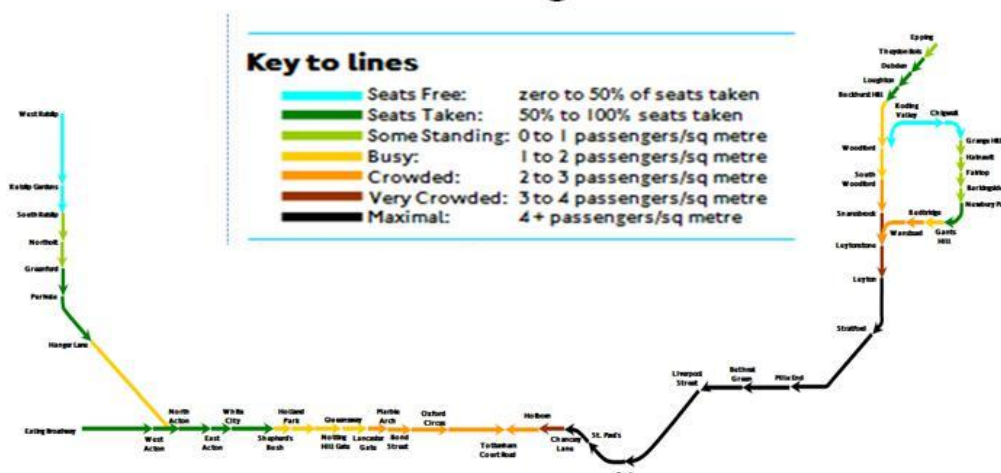 Key to lines
Seats Free: zero to 50% of seats taken
Seats Taken: 50% to 100% seats taken
Some Standing: 0 to 1 passengers/sq metre
Busy: 1 to 2 passengers/sq metre
Crowded: 2 to 3 passengers/sq metre
Very Crowded: 3 to 4 passengers/sq metre
Maximal: 4+ passengers/sq metre
Epping
Theydon Bois
Debden
Loughton
Buckhurst Hill
Roding
Valley
Chigwell
Woodford
Grange Hill
Hainault
Fairlop
Barkingside
South
Woodford
Newbury
Snaresbrook
Redbridge
Wanstead
Gants
Hill
Leytonstone
Leyton
Stratford
West Ruislip
Ruislip Gardens
South Ruislip
Northolt
Greenford
Perivale
Hanger Lane
Ealing Broadway
West
Acton
North
Acton
East
Acton
White
City
Shepherd's
Bush
Holland
Park
Notting
Hill Gate
Queensway
Lancaster
Gate
Marble
Arch
Bond
Street
Oxford
Circus
Tottenham
Court Road
Holborn
Chancery
Lane
St. Paul's
Liverpool
Street
Bethnal
Green
Mile End